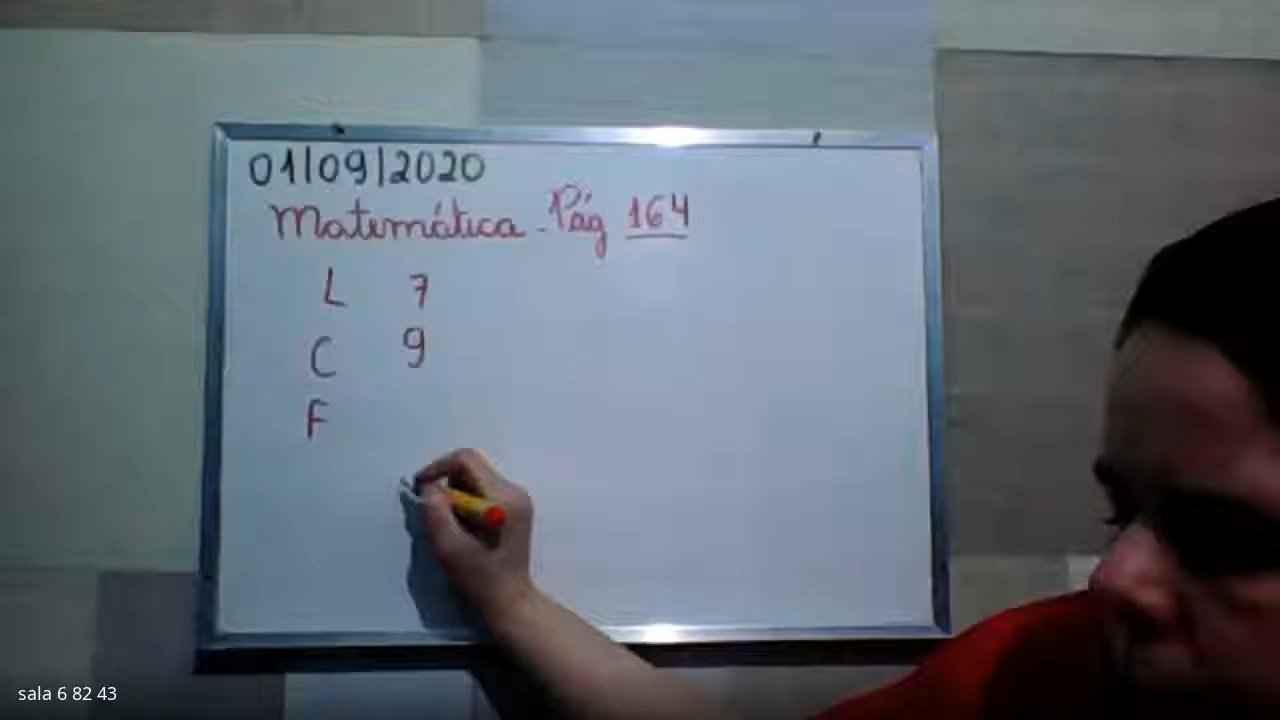 01/09/2020
Matemática - Pág 164
L 7
C 9
F
sala 6 82 43